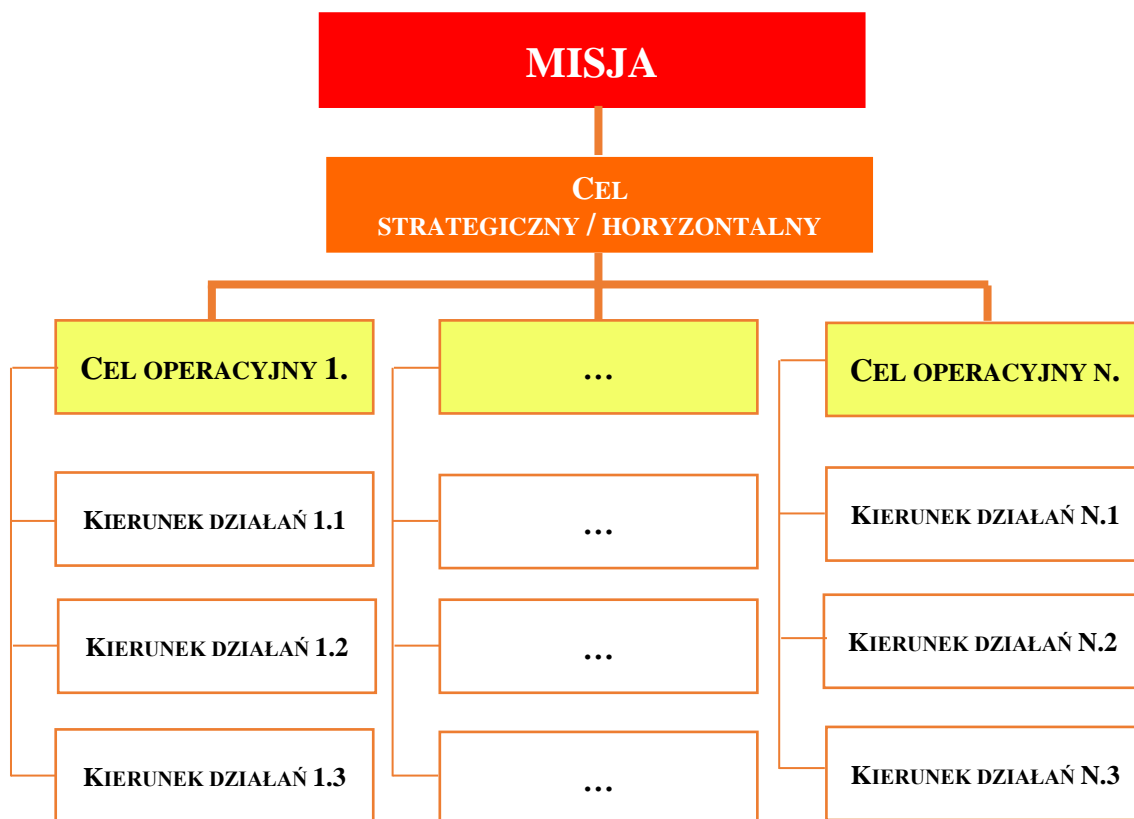 MISJA
CEL
STRATEGICZNY / HORYZONTALNY
CEL OPERACYJNY 1.
…
CEL OPERACYJNY N.
KIERUNEK DZIAŁAŃ 1.1
…
KIERUNEK DZIAŁAŃ N.1
KIERUNEK DZIAŁAŃ 1.2
…
KIERUNEK DZIAŁAŃ N.2
KIERUNEK DZIAŁAŃ 1.3
…
KIERUNEK DZIAŁAŃ N.3